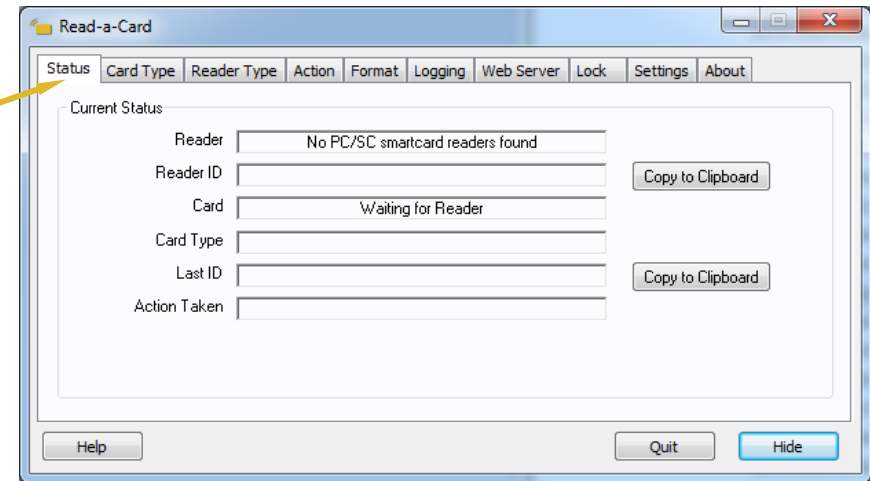 Read-a-Card
Status Card Type Reader Type Action Format Logging Web Server Lock Settings About
Current Status
Reader No PC/SC smartcard readers found
Reader ID Copy to Clipboard
Card Waiting for Reader
Card Type
Last ID Copy to Clipboard
Action Taken
Help Quit Hide